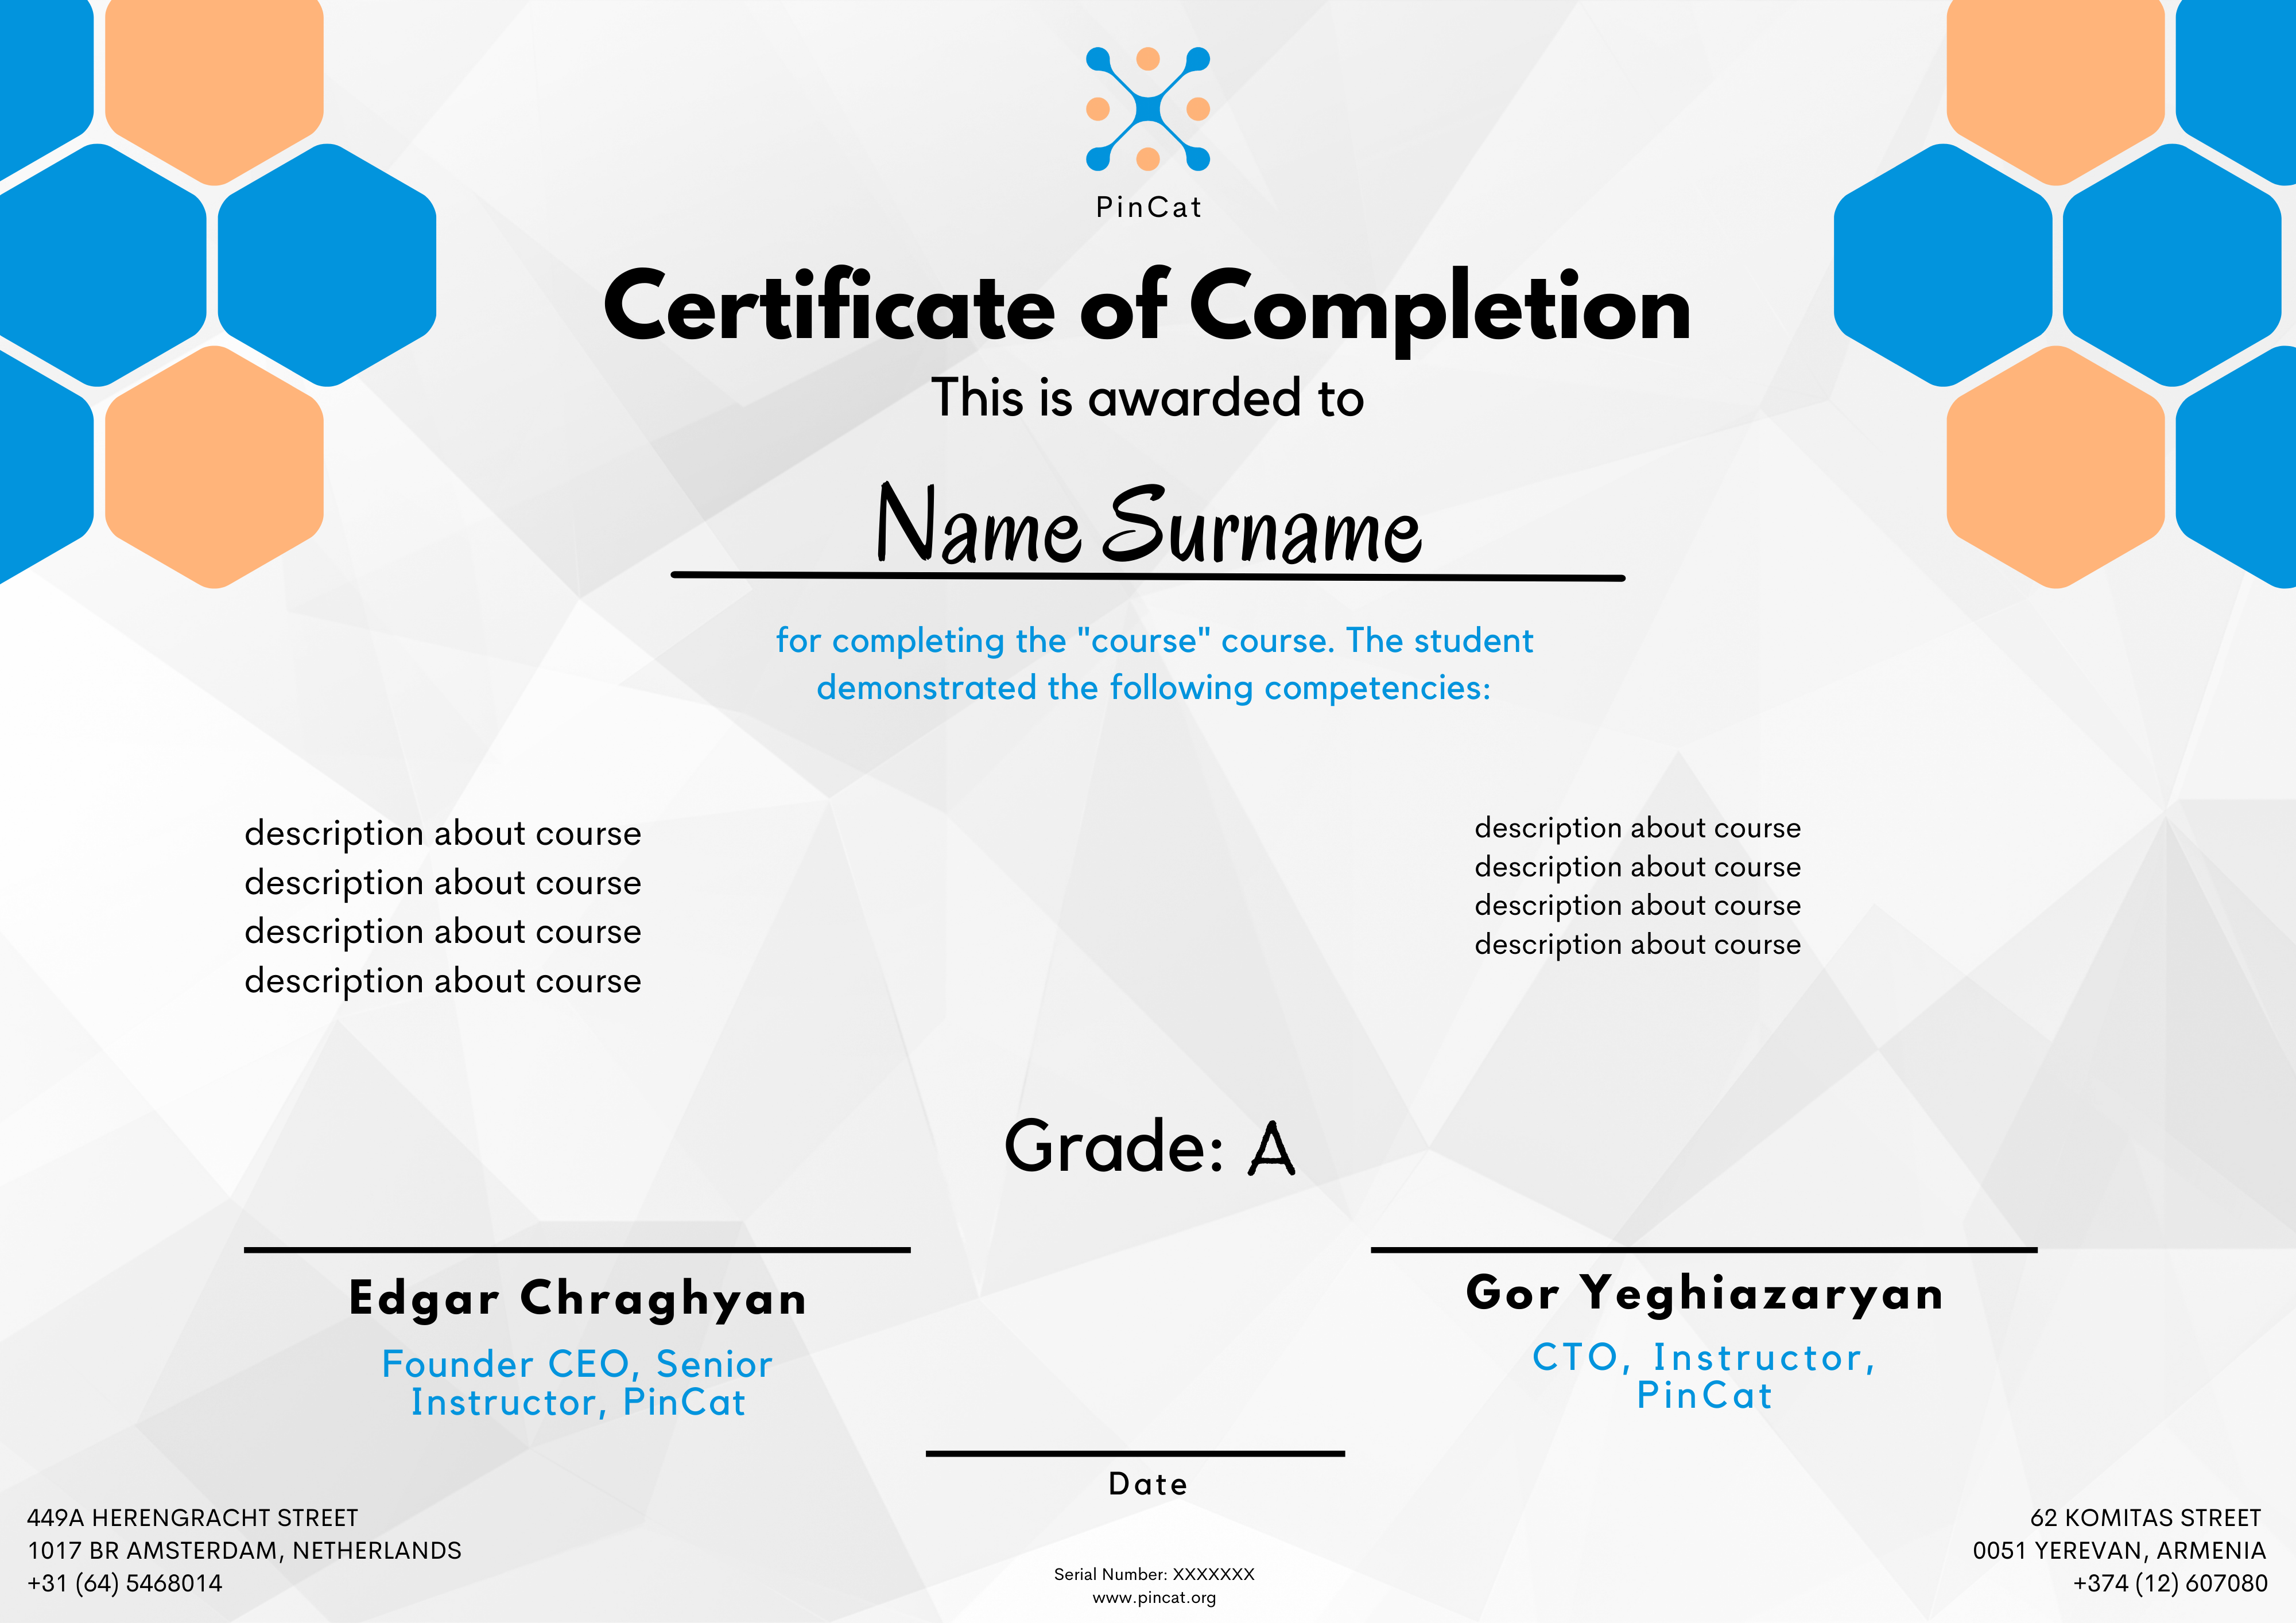 PinCat
Certificate of Completion
This is awarded to
Name Surname
for completing the "course" course. The student
demonstrated the following competencies:
description about course
description about course
description about course
description about course
description about course
description about course
description about course
description about course
Grade: A
Edgar Chraghyan
Founder CEO, Senior
Instructor, PinCat
Gor Yeghiazaryan
CTO, Instructor,
PinCat
Date
449A HERENGRACHT STREET
1017 BR AMSTERDAM, NETHERLANDS
+31 (64) 5468014
Serial Number: XXXXXXX
www.pincat.org
62 KOMITAS STREET
0051 YEREVAN, ARMENIA
+374 (12) 607080